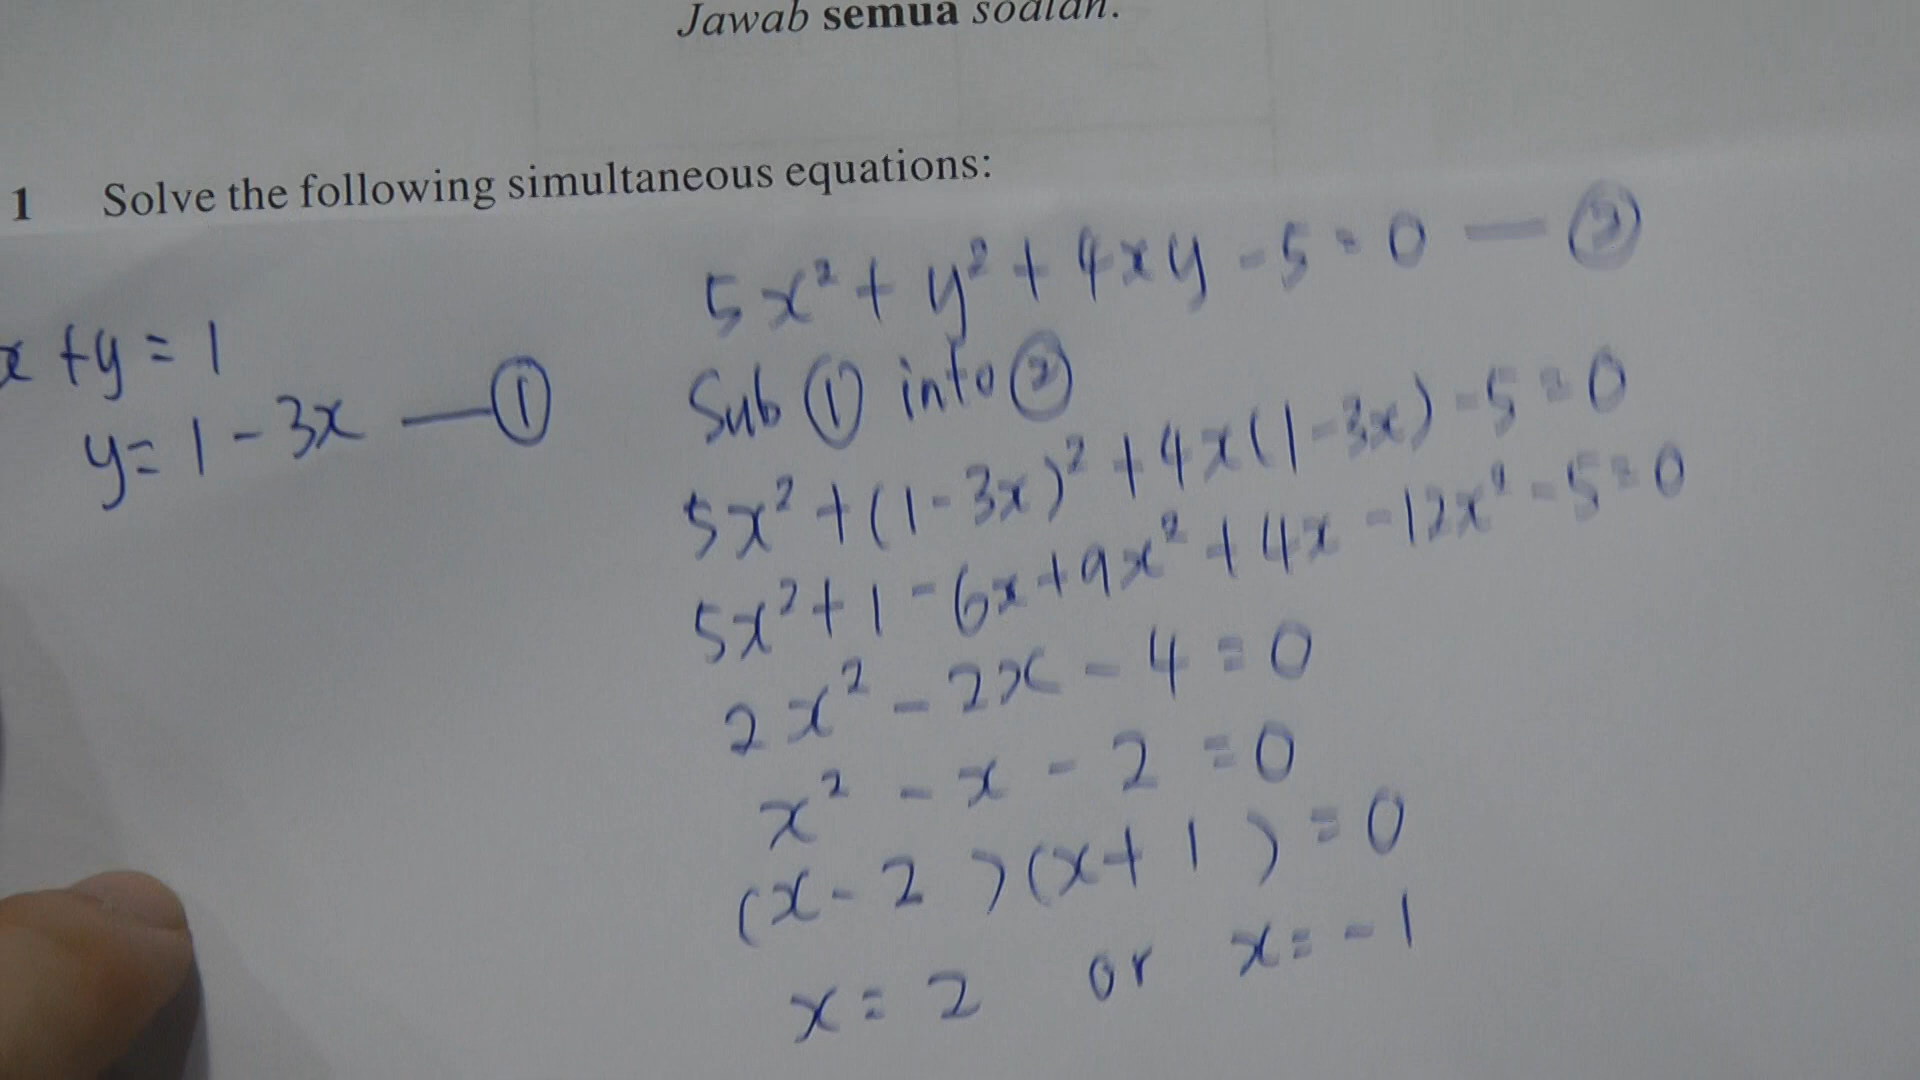 Jawab semua soalan.
1 Solve the following simultaneous equations:
x + y = 1
y = 1 - 3x — ①
5x² + y² + 4xy - 5 = 0 — ②
Sub ① into ②
5x² + (1 - 3x)² + 4x(1 - 3x) - 5 = 0
5x² + 1 - 6x + 9x² + 4x - 12x² - 5 = 0
2x² - 2x - 4 = 0
x² - x - 2 = 0
(x - 2)(x + 1) = 0
x = 2 or x = -1